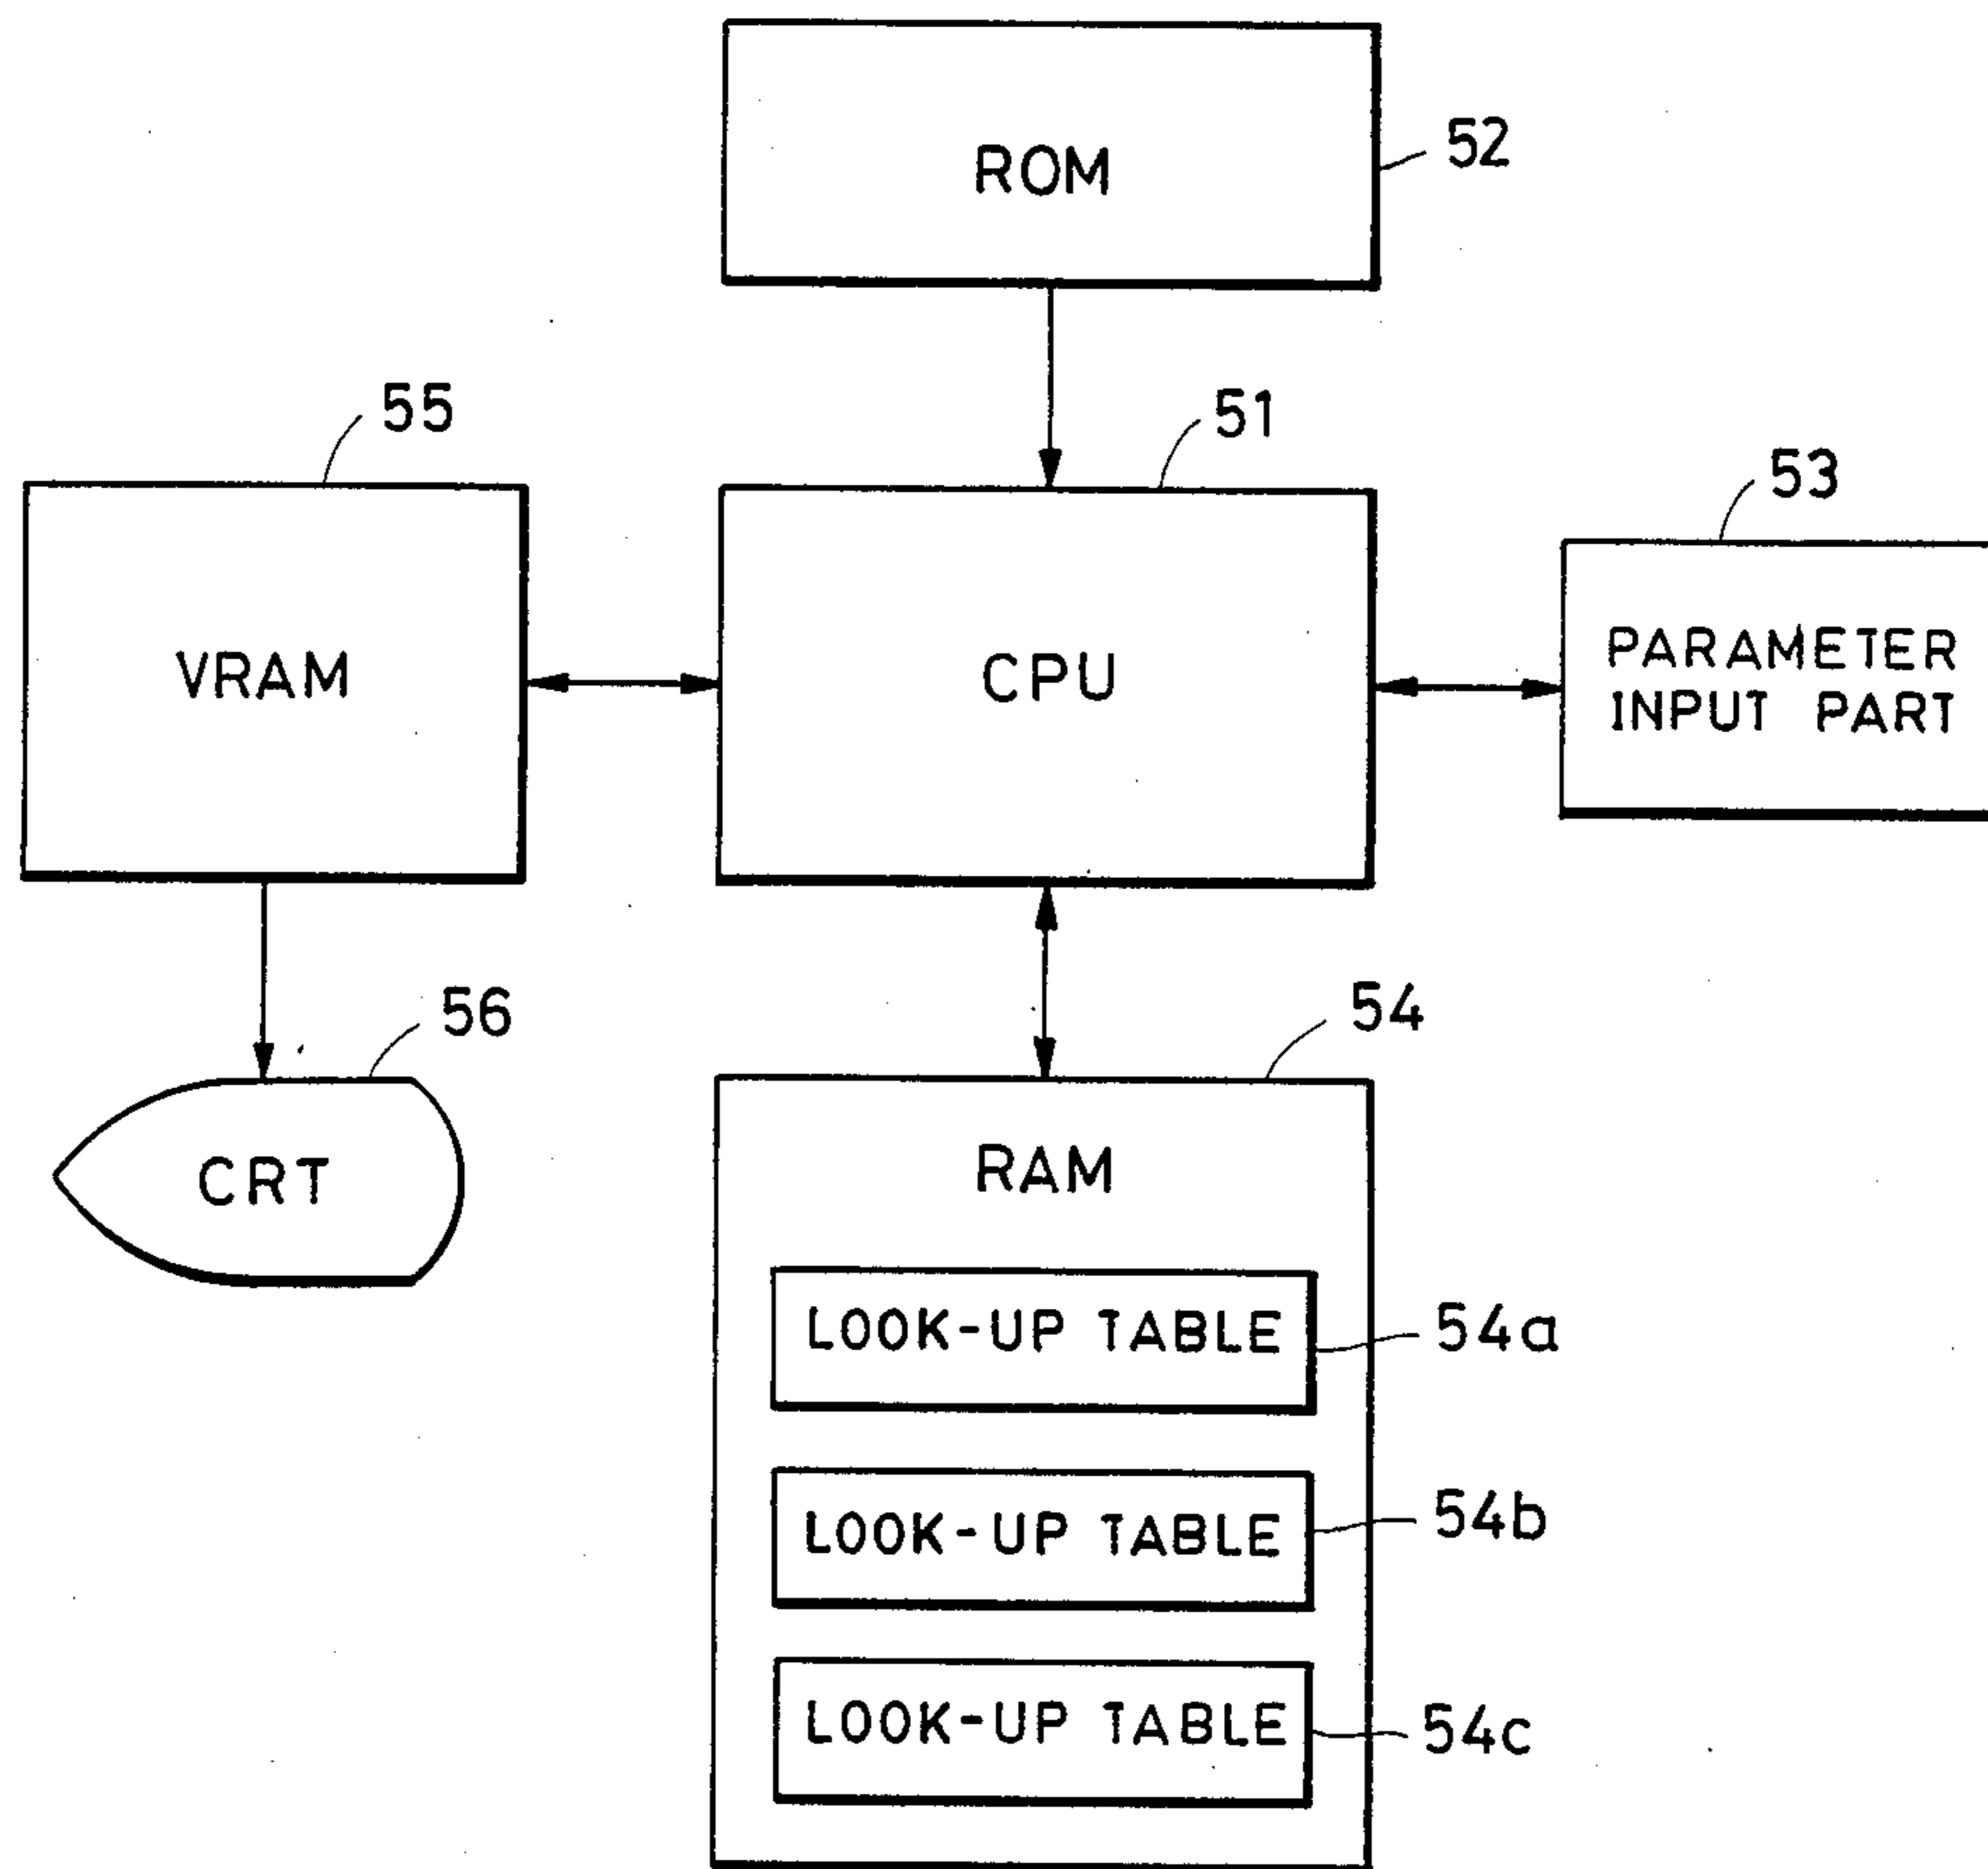 ROM
52
55
51
53
VRAM
CPU
PARAMETER
INPUT PART
56
54
CRT
RAM
LOOK-UP TABLE
54a
LOOK-UP TABLE
54b
LOOK-UP TABLE
54c